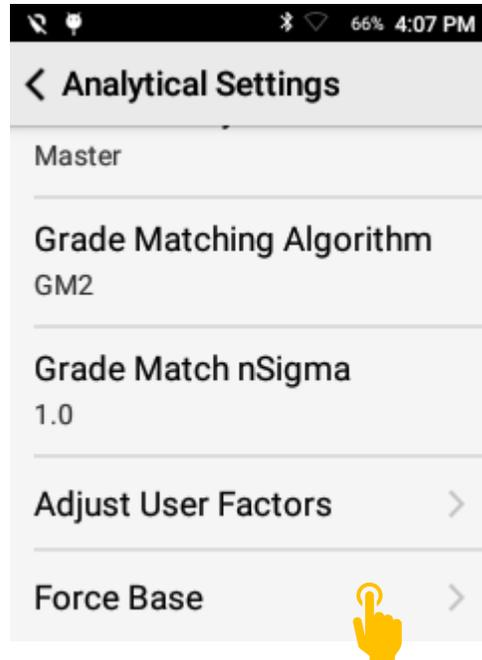 66% 4:07 PM
Analytical Settings
Master
Grade Matching Algorithm
GM2
Grade Match nSigma
1.0
Adjust User Factors
Force Base